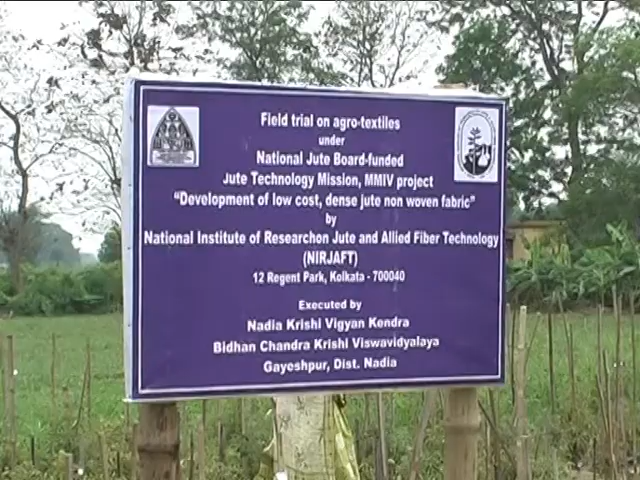 Field trial on agro-textiles
under
National Jute Board-funded
Jute Technology Mission, MMIV project
“Development of low cost, dense jute non woven fabric”
by
National Institute of Researchon Jute and Allied Fiber Technology
(NIRJAFT)
12 Regent Park, Kolkata - 700040
Executed by
Nadia Krishi Vigyan Kendra
Bidhan Chandra Krishi Viswavidyalaya
Gayeshpur, Dist. Nadia